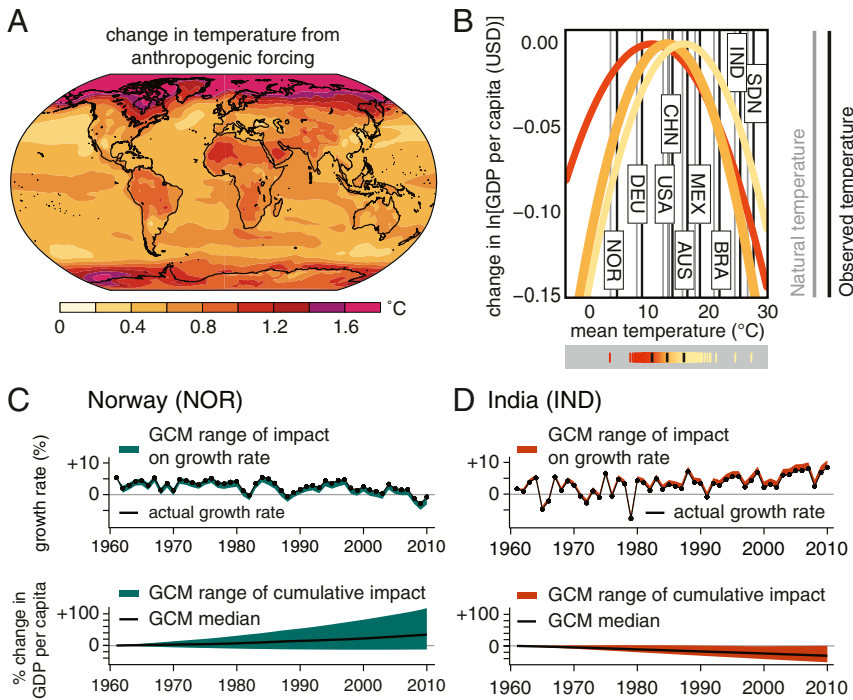 A
change in temperature from
anthropogenic forcing
0 0.4 0.8 1.2 1.6 °C
B
change in ln[GDP per capita (USD)]
0.00
−0.05
−0.10
−0.15
NOR
DEU
USA
CHN
AUS
MEX
BRA
IND
SDN
0 10 20 30
mean temperature (°C)
Natural temperature
Observed temperature
C Norway (NOR)
growth rate (%)
+10
0
GCM range of impact
on growth rate
actual growth rate
1960 1970 1980 1990 2000 2010
% change in
GDP per capita
+100
0
GCM range of cumulative impact
GCM median
1960 1970 1980 1990 2000 2010
D India (IND)
+10
0
GCM range of impact
on growth rate
actual growth rate
1960 1970 1980 1990 2000 2010
+100
0
GCM range of cumulative impact
GCM median
1960 1970 1980 1990 2000 2010